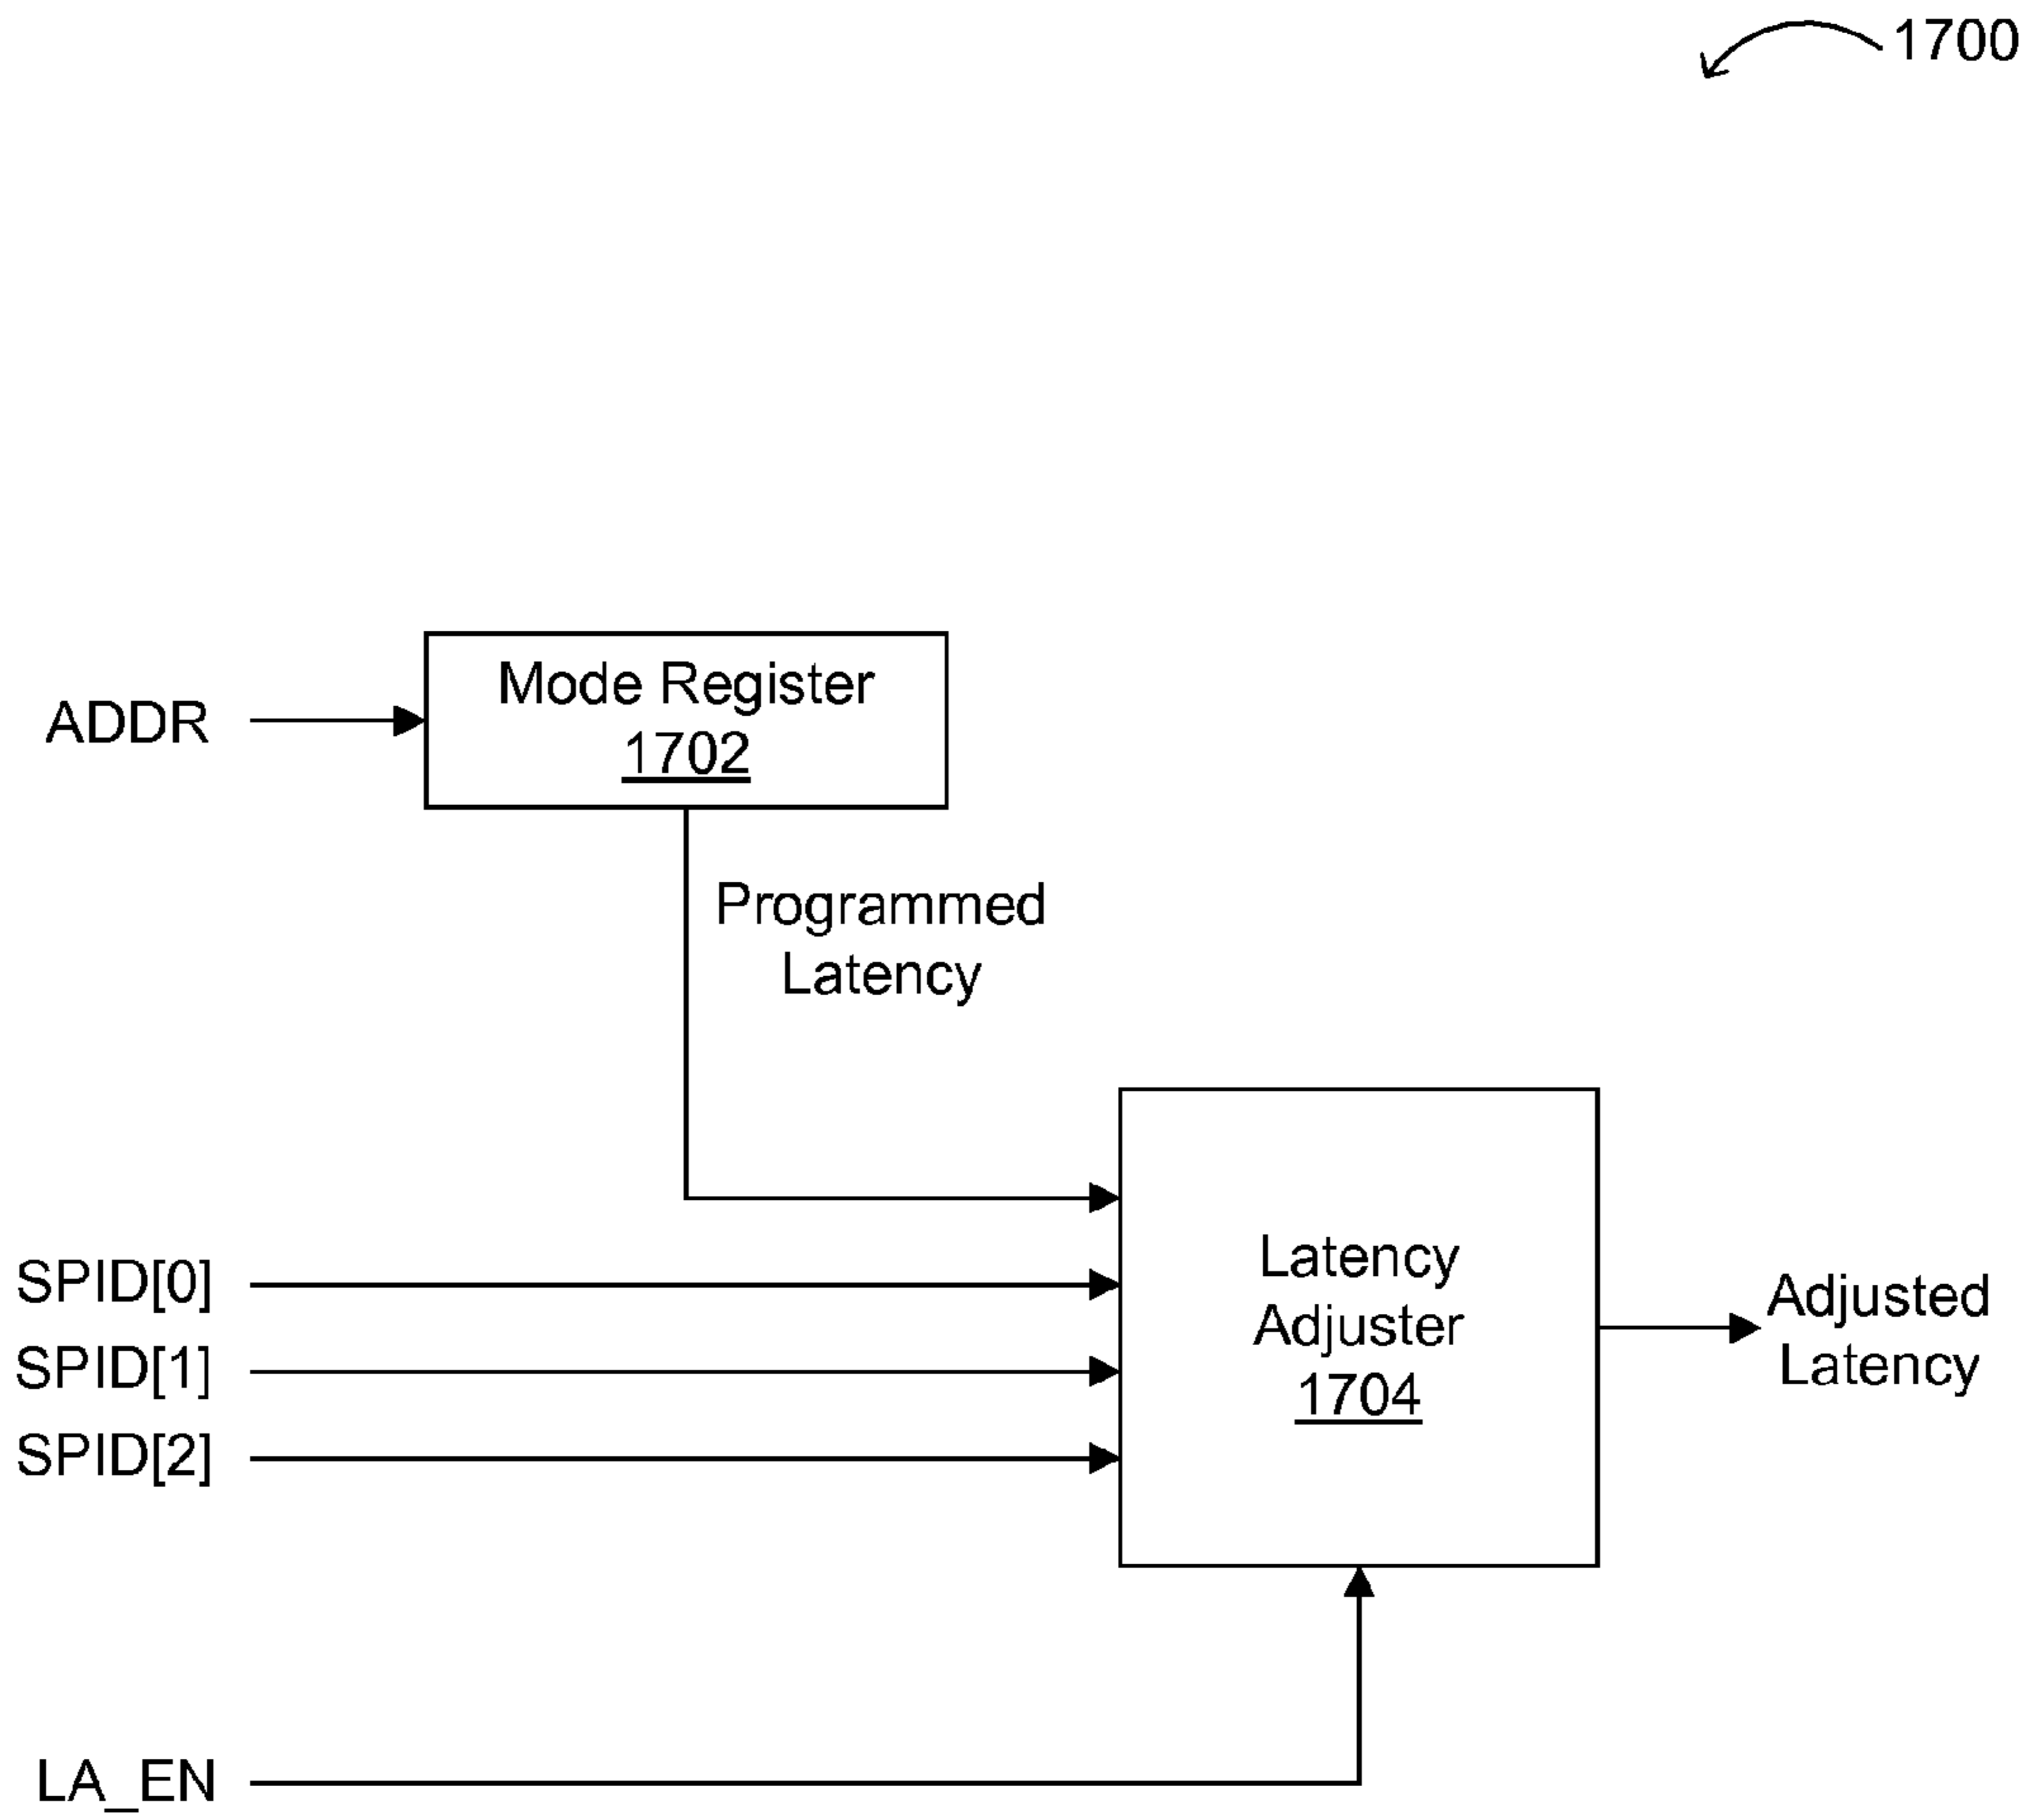 1700
ADDR
Mode Register
1702
Programmed
Latency
SPID[0]
SPID[1]
SPID[2]
Latency
Adjuster
1704
Adjusted
Latency
LA_EN